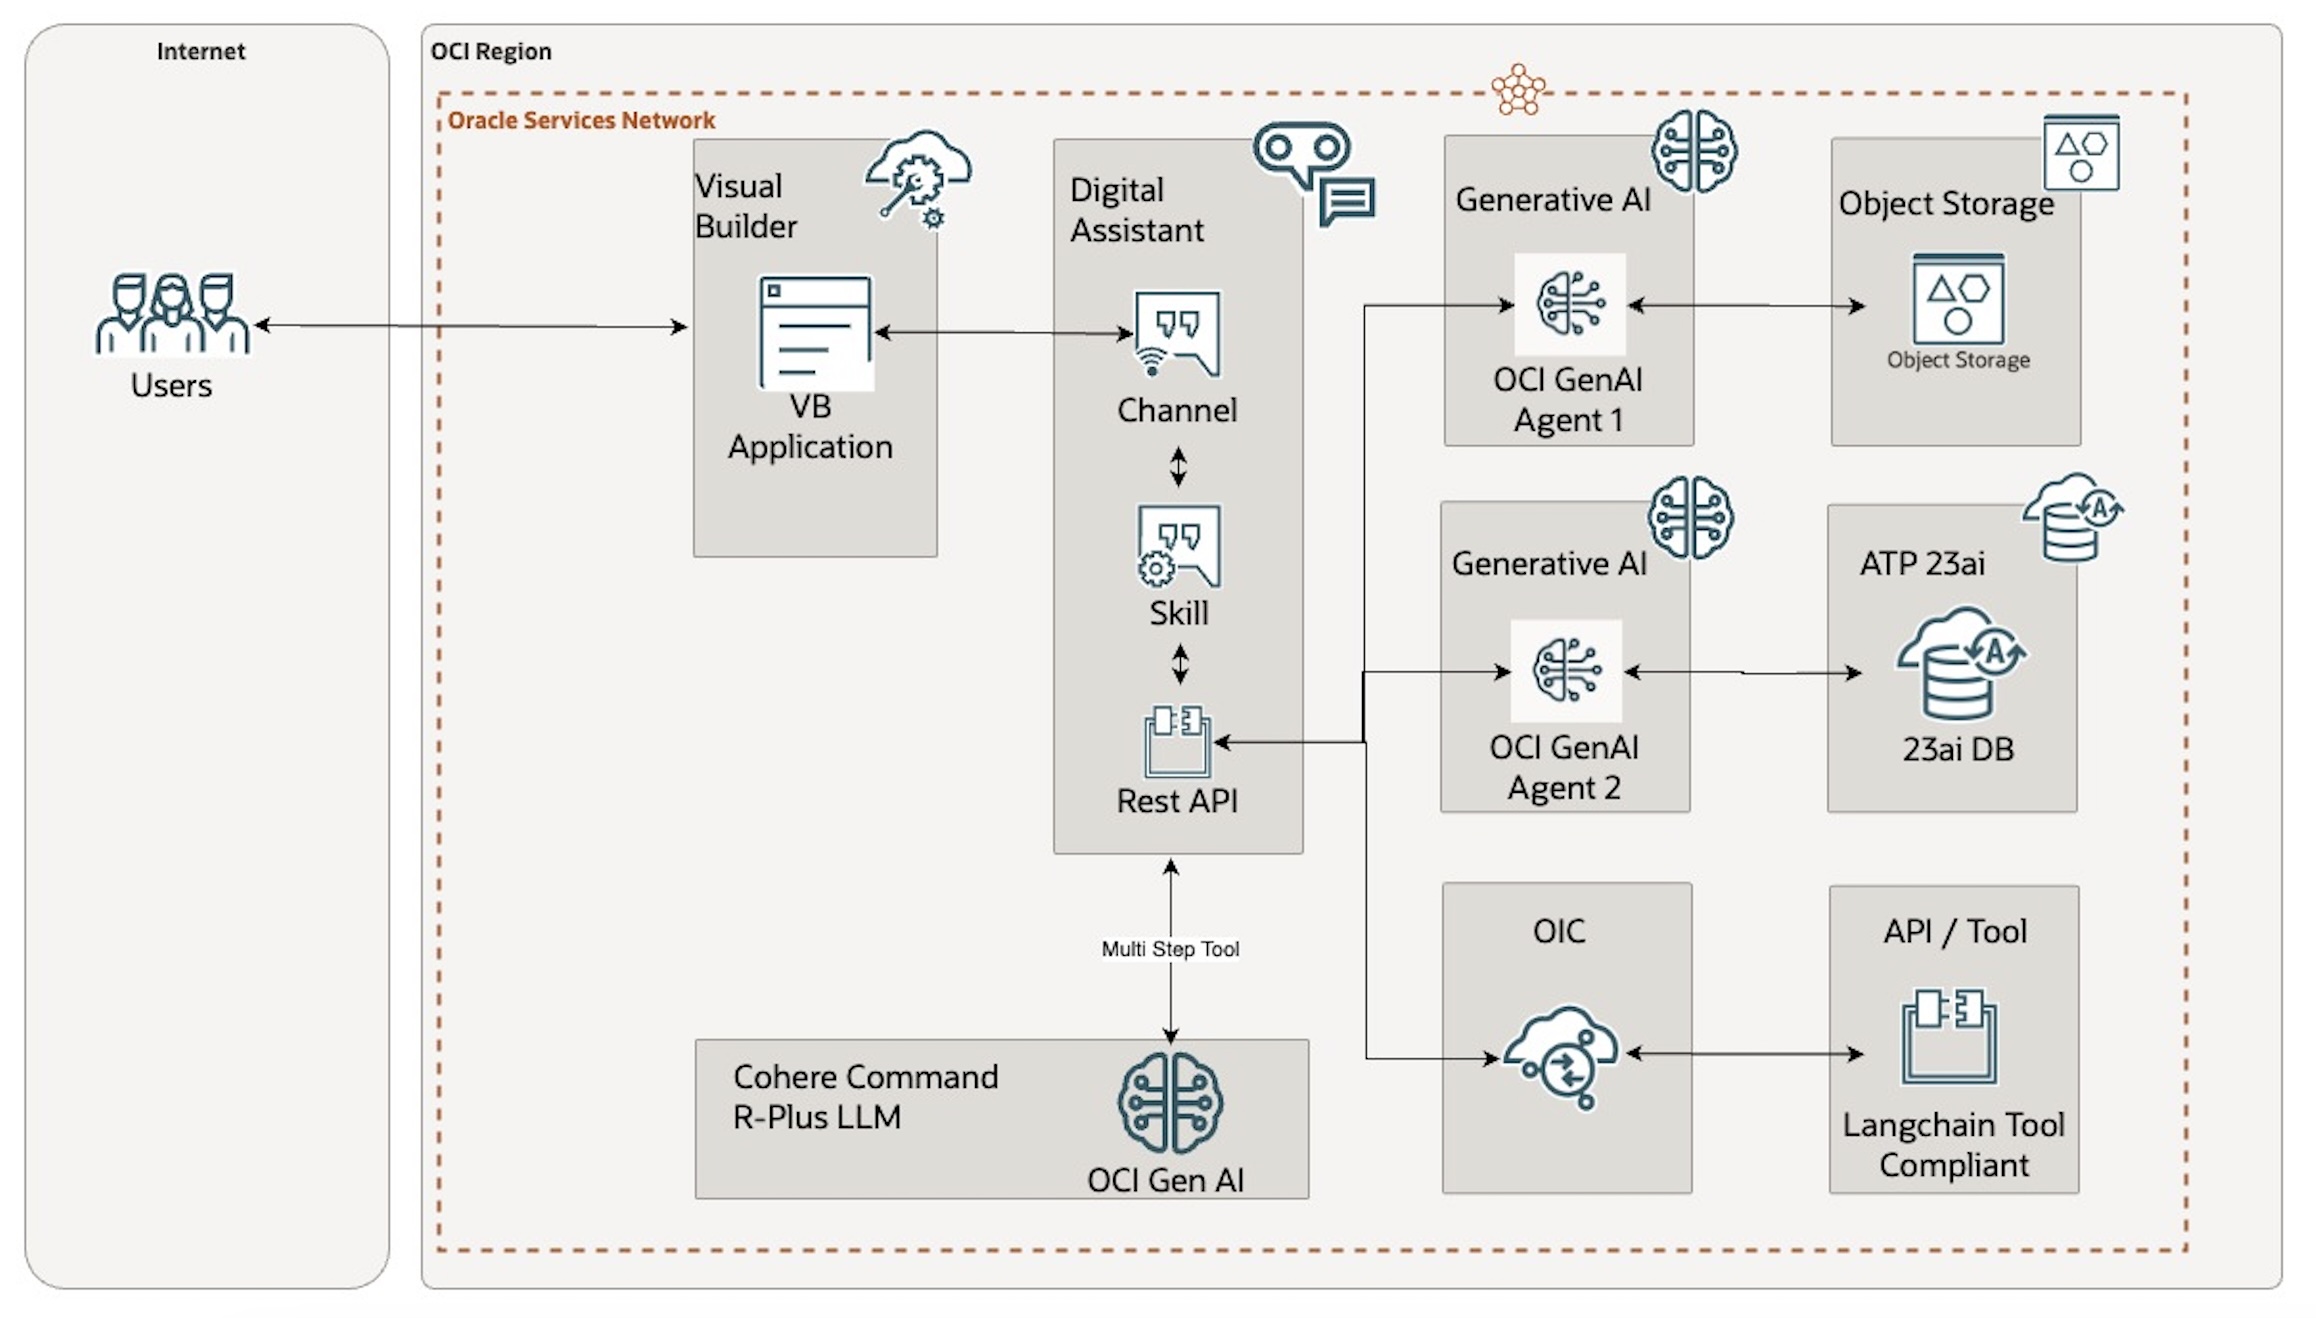 Internet
Users
OCI Region
Oracle Services Network
Visual
Builder
VB
Application
Digital
Assistant
Channel
Skill
Rest API
Multi Step Tool
Cohere Command
R-Plus LLM
OCI Gen AI
Generative AI
OCI GenAI
Agent 1
Object Storage
Object Storage
Generative AI
OCI GenAI
Agent 2
ATP 23ai
A
A
23ai DB
OIC
API / Tool
Langchain Tool
Compliant